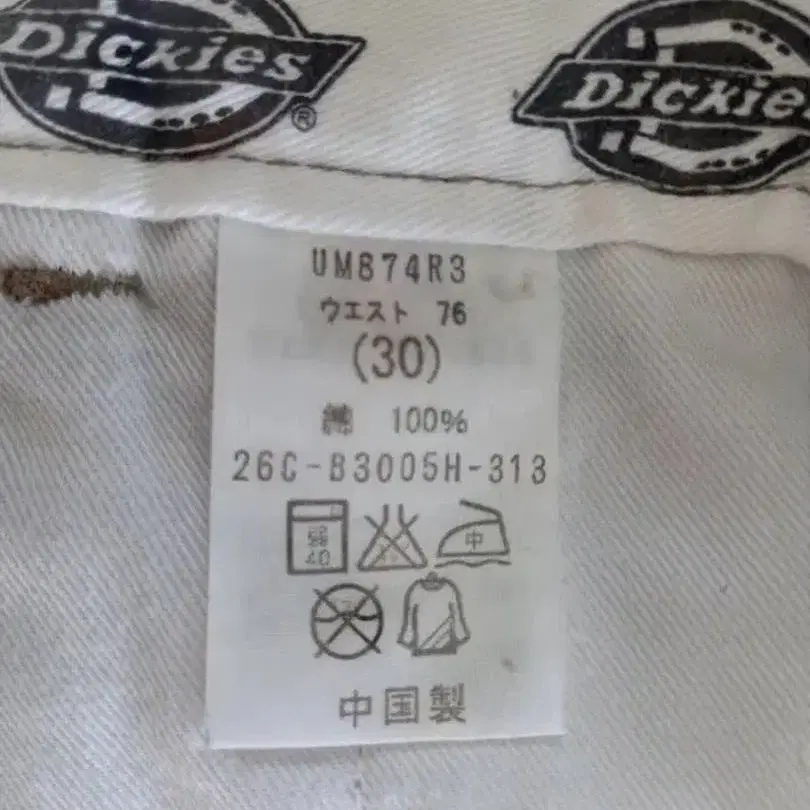 Dickies®
Dickies
UM874R3
ウエスト 76
(30)
綿 100%
26C-B3005H-313
弱
40
中
中国製